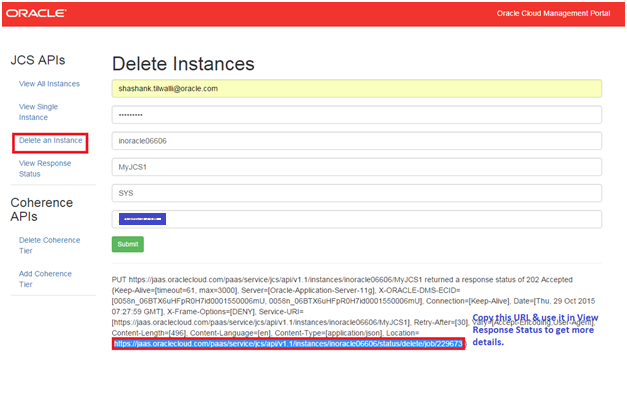 ORACLE
Oracle Cloud Management Portal
JCS APIs
View All Instances
View Single
Instance
Delete an Instance
View Response
Status
Coherence
APIs
Delete Coherence
Tier
Add Coherence
Tier
Delete Instances
shashank.tilwalli@oracle.com
•••••••••
inoracle06606
MyJCS1
SYS
Submit
PUT https://jaas.oraclecloud.com/paas/service/jcs/api/v1.1/instances/inoracle06606/MyJCS1 returned a response status of 202 Accepted
{Keep-Alive=[timeout=61, max=3000], Server=[Oracle-Application-Server-11g], X-ORACLE-DMS-ECID=
[0058n_06BTX6uHFpR0H7id0001550006mU, 0058n_06BTX6uHFpR0H7id0001550006mU], Connection=[Keep-Alive], Date=[Thu, 29 Oct 2015
07:27:59 GMT], X-Frame-Options=[DENY], Service-URI=
[https://jaas.oraclecloud.com/paas/service/jcs/api/v1.1/instances/inoracle06606/MyJCS1], Retry-After=[30], Vary=[Accept-Encoding,User-Agent],
Content-Length=[496], Content-Language=[en], Content-Type=[application/json], Location=
https://jaas.oraclecloud.com/paas/service/jcs/api/v1.1/instances/inoracle06606/status/delete/job/229673
Copy this URL & use it in View
Response Status to get more
details.